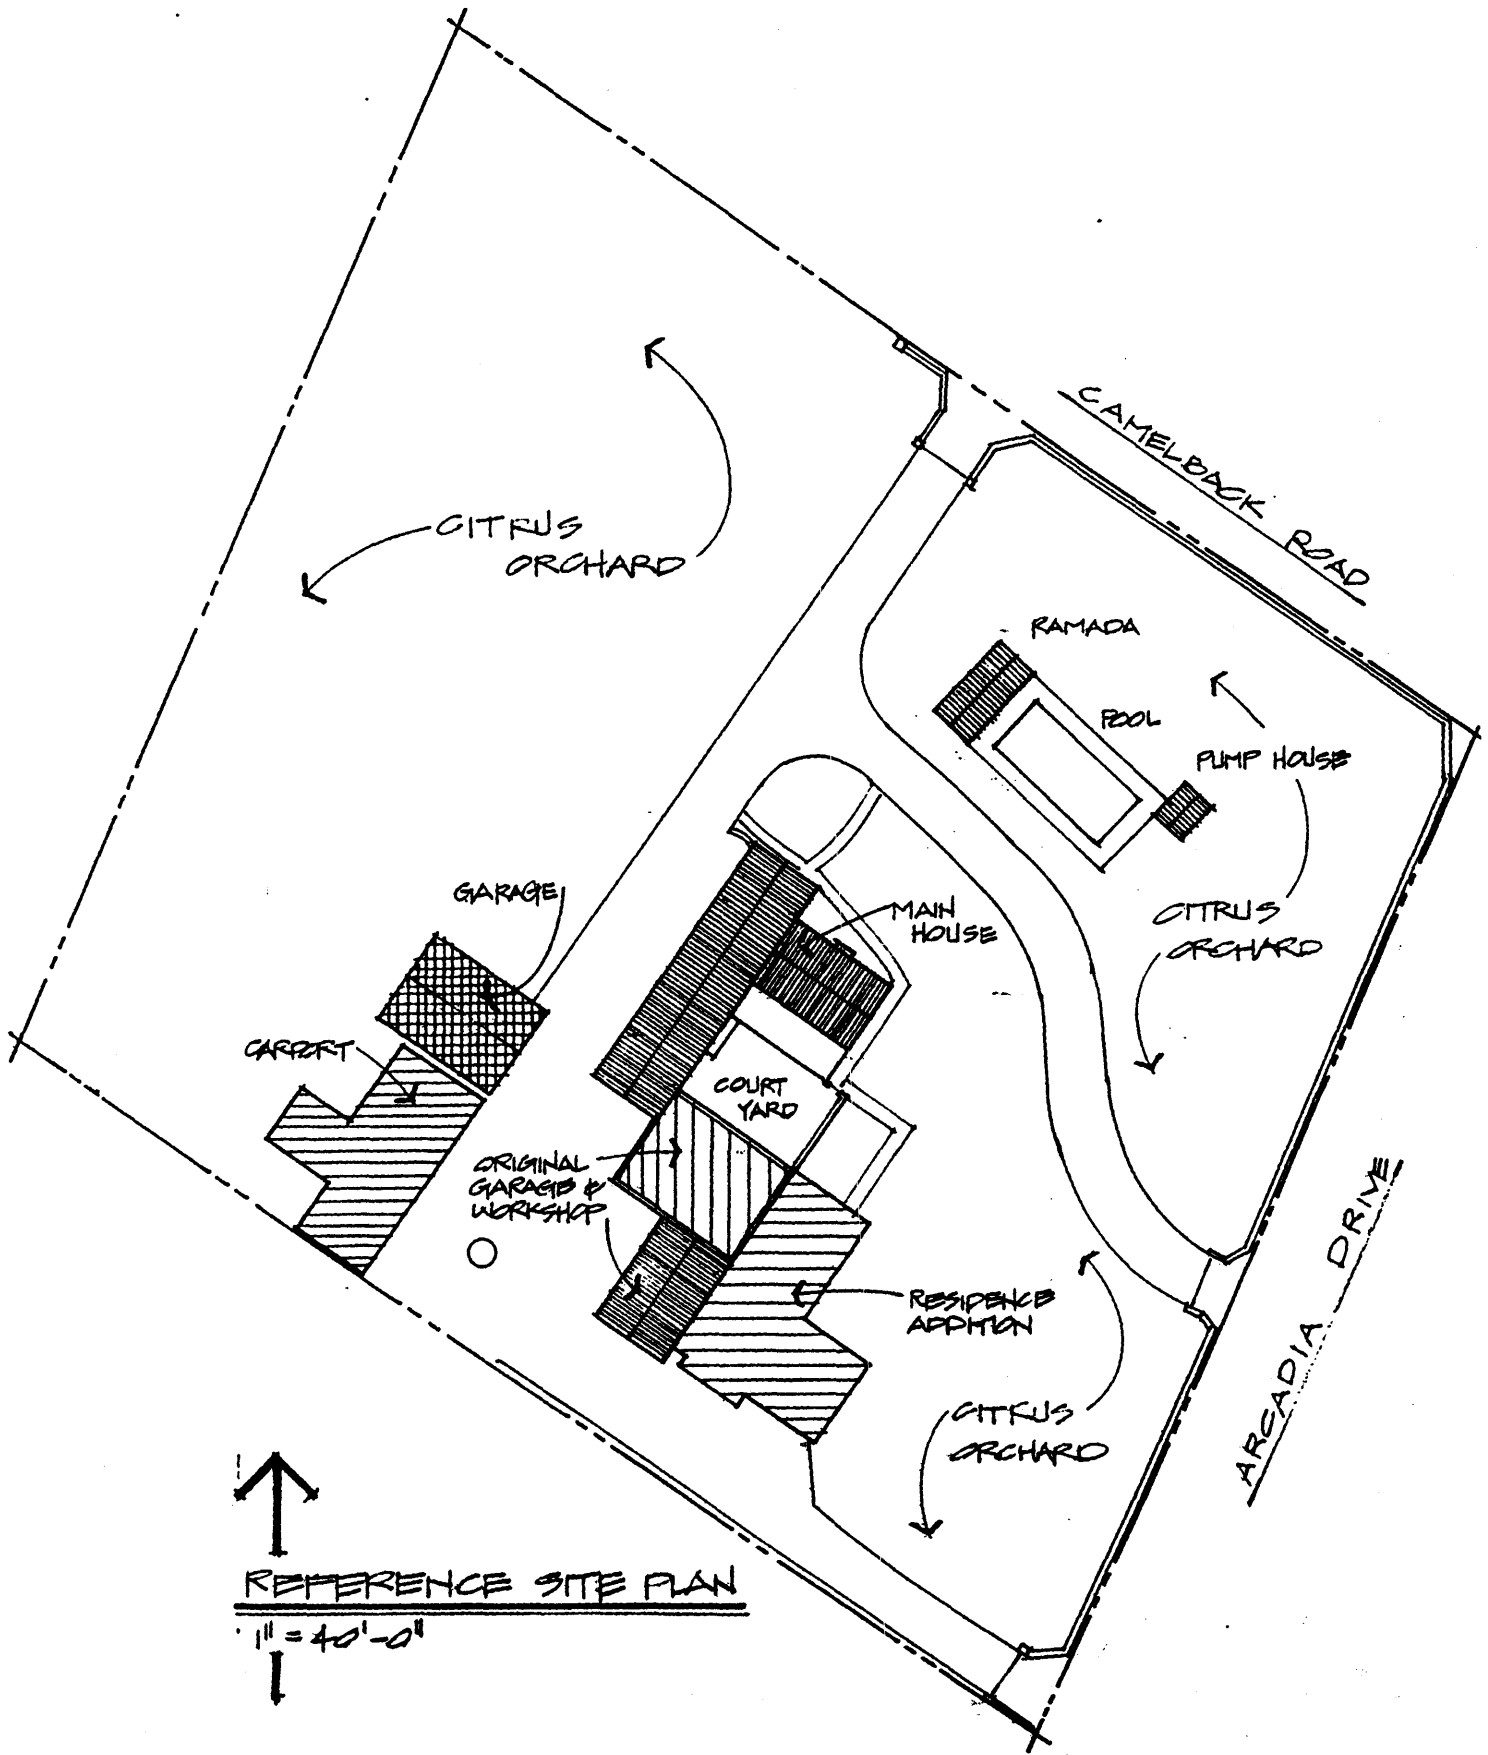 CAMELBACK ROAD
CITRUS
ORCHARD
RAMADA
POOL
PUMP HOUSE
GARAGE
MAIN
HOUSE
CITRUS
ORCHARD
CARPORT
COURT
YARD
ORIGINAL
GARAGE &
WORKSHOP
ARCADIA DRIVE
RESIDENCE
ADDITION
CITRUS
ORCHARD
REFERENCE SITE PLAN
1" = 40'-0"